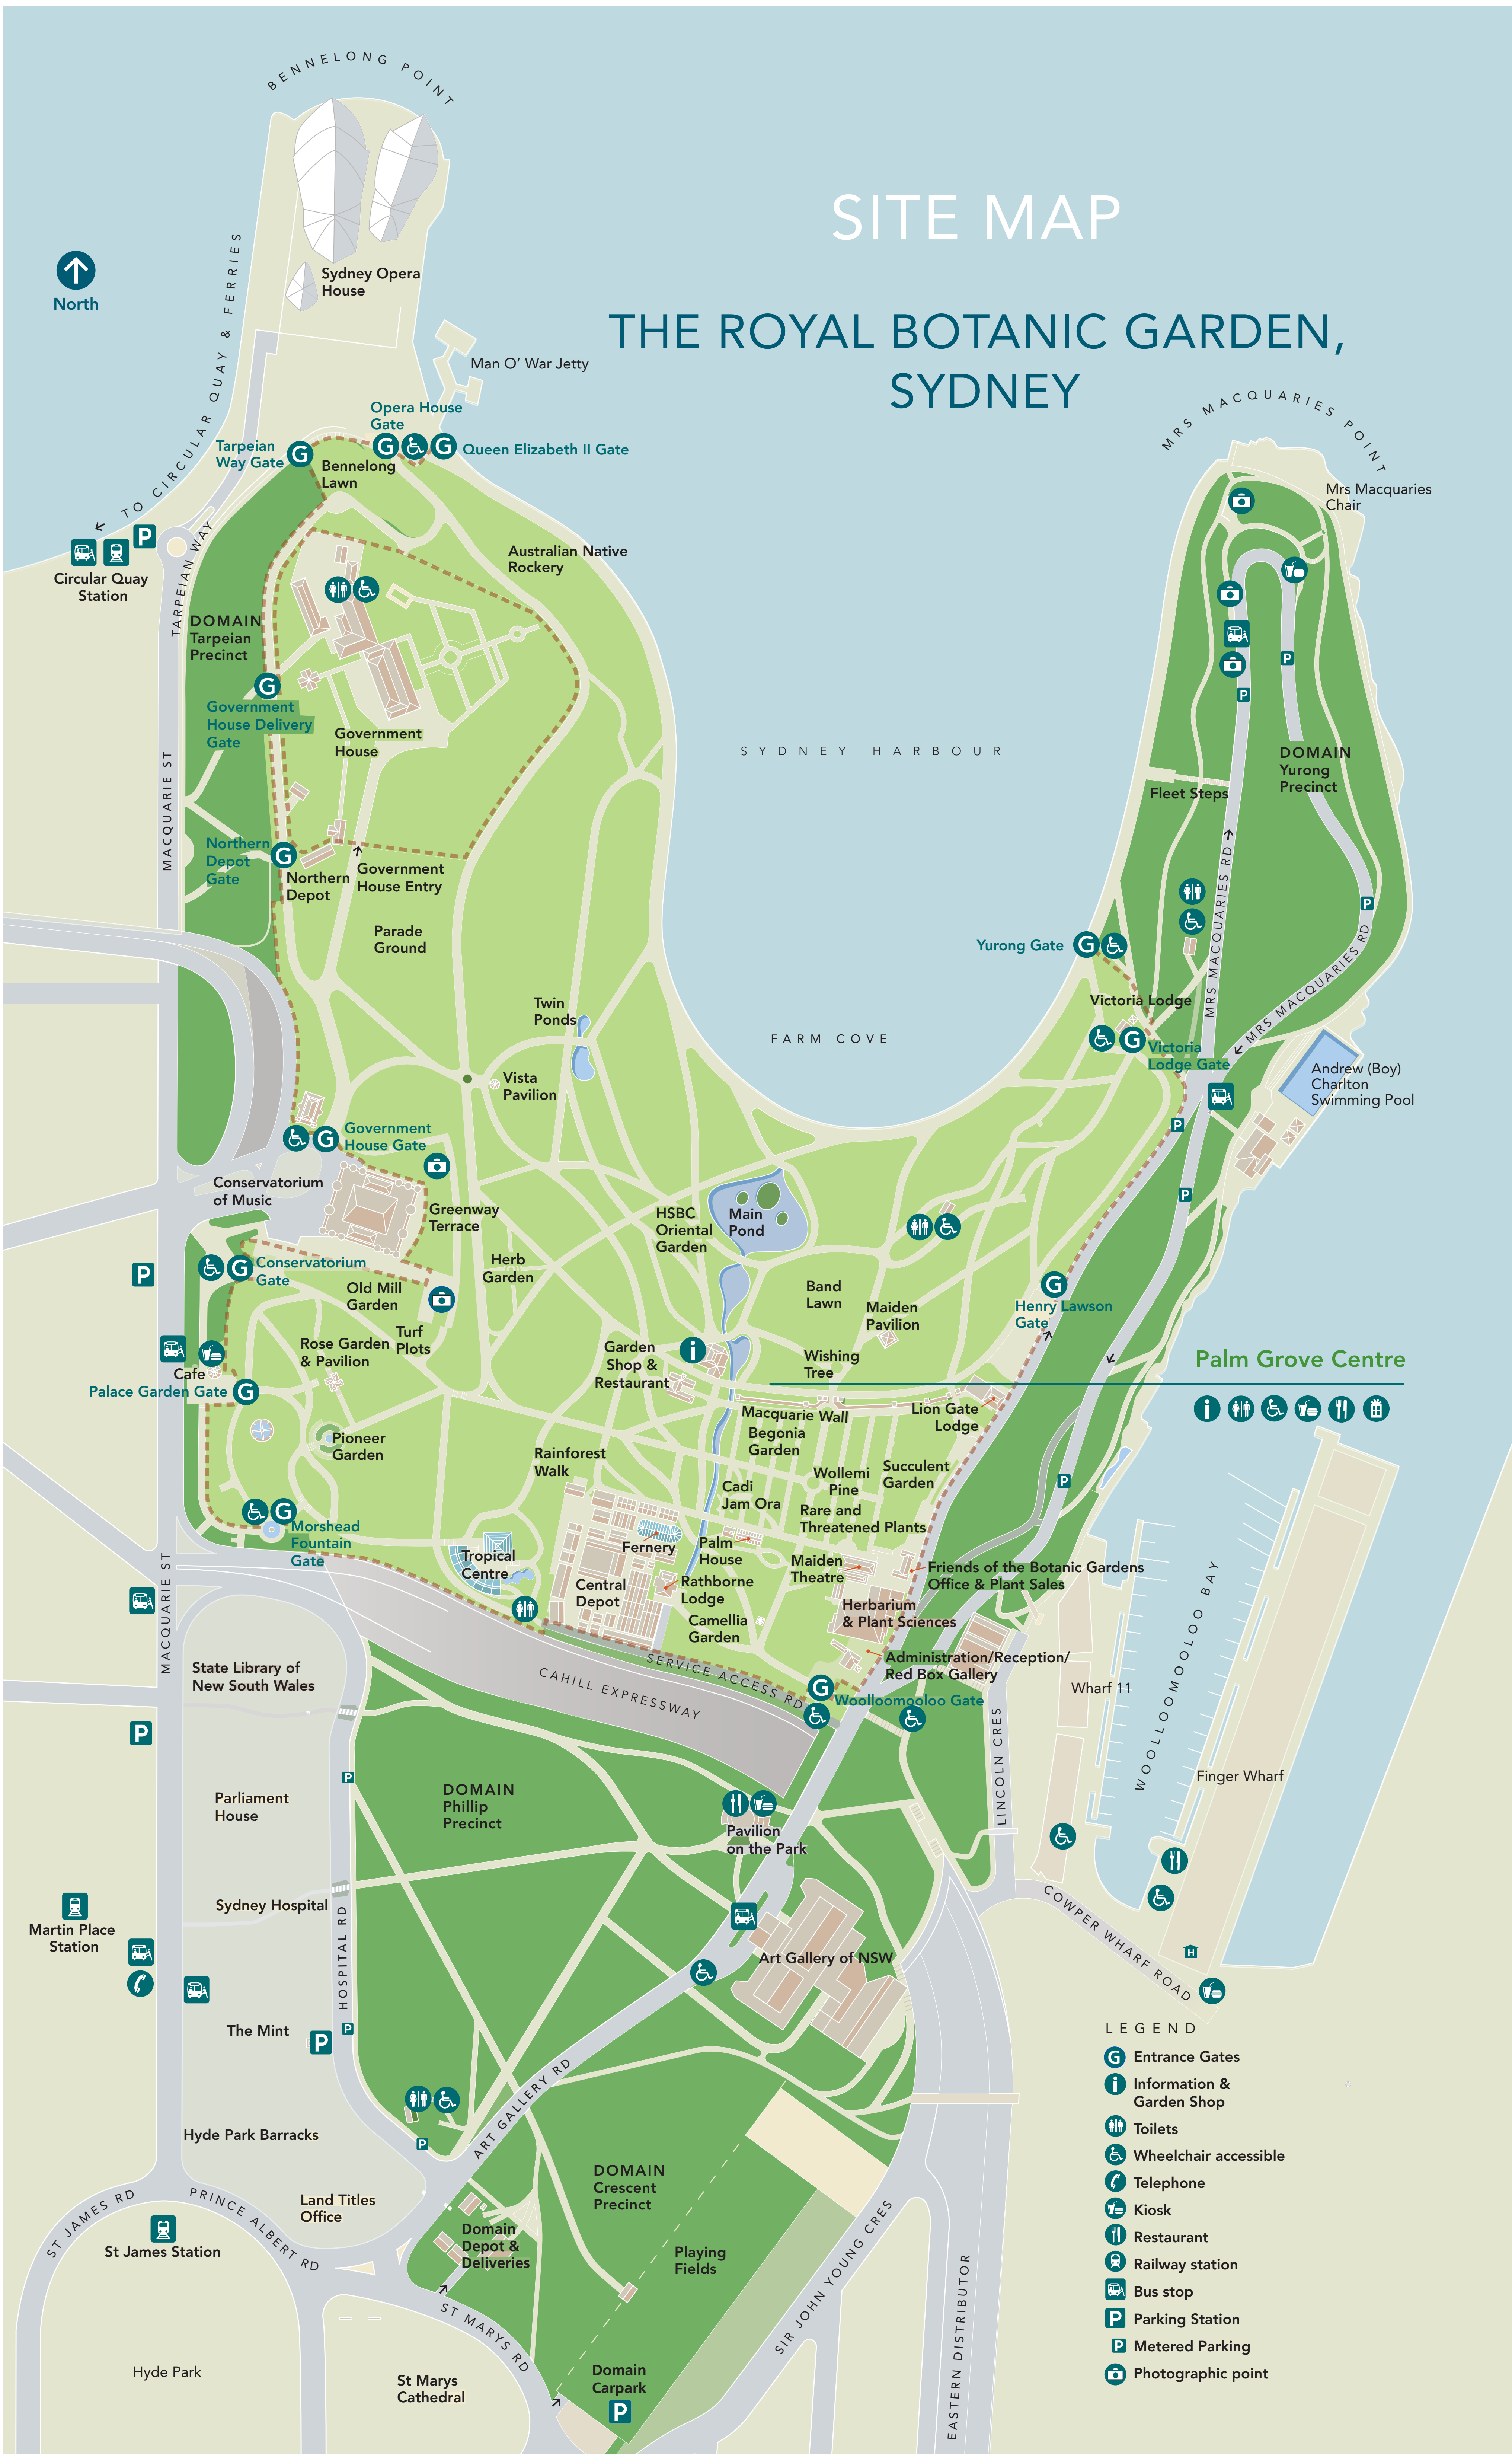 BENNELONG POINT
SITE MAP
THE ROYAL BOTANIC GARDEN,
SYDNEY
North
TO CIRCULAR QUAY & FERRIES
Sydney Opera
House
Man O' War Jetty
Opera House
Gate
G
G
Queen Elizabeth II Gate
Tarpeian
Way Gate
G
Bennelong
Lawn
MRS MACQUARIES POINT
Mrs Macquaries
Chair
P
Circular Quay
Station
TARPEIAN WAY
Australian Native
Rockery
DOMAIN
Tarpeian
Precinct
G
Government
House Delivery
Gate
Government
House
P
P
SYDNEY HARBOUR
DOMAIN
Yurong
Precinct
Fleet Steps
MACQUARIE ST
Northern
Depot
Gate
G
Northern
Depot
Government
House Entry
Parade
Ground
MRS MACQUARIES RD
P
MRS MACQUARIES RD
Yurong Gate
G
Victoria Lodge
G
Victoria
Lodge Gate
Twin
Ponds
FARM COVE
Vista
Pavilion
Andrew (Boy)
Charlton
Swimming Pool
P
P
G
Government
House Gate
Conservatorium
of Music
Greenway
Terrace
HSBC
Oriental
Garden
Main
Pond
Herb
Garden
P
G
Conservatorium
Gate
Old Mill
Garden
Band
Lawn
Maiden
Pavilion
G
Henry Lawson
Gate
Turf
Plots
Rose Garden
& Pavilion
Cafe
Palace Garden Gate
G
Garden
Shop &
Restaurant
i
Wishing
Tree
Palm Grove Centre
i
Macquarie Wall
Lion Gate
Lodge
Begonia
Garden
Pioneer
Garden
Rainforest
Walk
Cadi
Jam Ora
Wollemi
Pine
Succulent
Garden
Rare and
Threatened Plants
P
G
Morshead
Fountain
Gate
Tropical
Centre
Fernery
Palm
House
Maiden
Theatre
Friends of the Botanic Gardens
Office & Plant Sales
Central
Depot
Rathborne
Lodge
Camellia
Garden
Herbarium
& Plant Sciences
Administration/Reception/
Red Box Gallery
MACQUARIE ST
SERVICE ACCESS RD
CAHILL EXPRESSWAY
G
Woolloomooloo Gate
WOOLLOOMOOLOO BAY
Wharf 11
Finger Wharf
LINCOLN CRES
State Library of
New South Wales
P
P
Parliament
House
DOMAIN
Phillip
Precinct
Pavilion
on the Park
Sydney Hospital
Martin Place
Station
HOSPITAL RD
Art Gallery of NSW
COWPER WHARF ROAD
H
The Mint
P
P
ART GALLERY RD
P
Hyde Park Barracks
DOMAIN
Crescent
Precinct
ST JAMES RD
PRINCE ALBERT RD
St James Station
Land Titles
Office
Domain
Depot &
Deliveries
Playing
Fields
SIR JOHN YOUNG CRES
EASTERN DISTRIBUTOR
ST MARYS RD
Hyde Park
St Marys
Cathedral
Domain
Carpark
P
LEGEND
G Entrance Gates
i Information &
Garden Shop
Toilets
Wheelchair accessible
Telephone
Kiosk
Restaurant
Railway station
Bus stop
P Parking Station
P Metered Parking
Photographic point